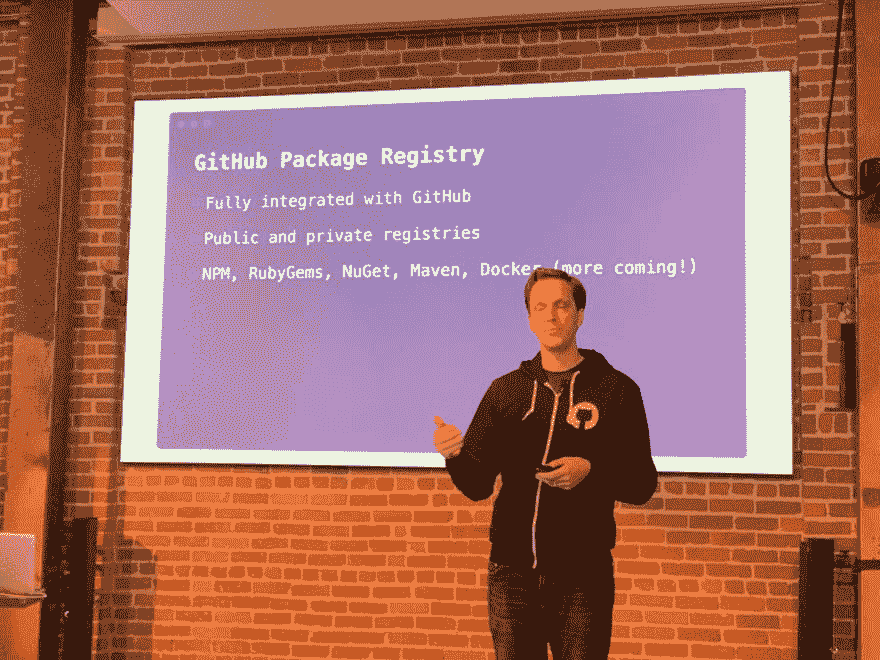 GitHub Package Registry
Fully integrated with GitHub
Public and private registries
NPM, RubyGems, NuGet, Maven, Docker (more coming!)